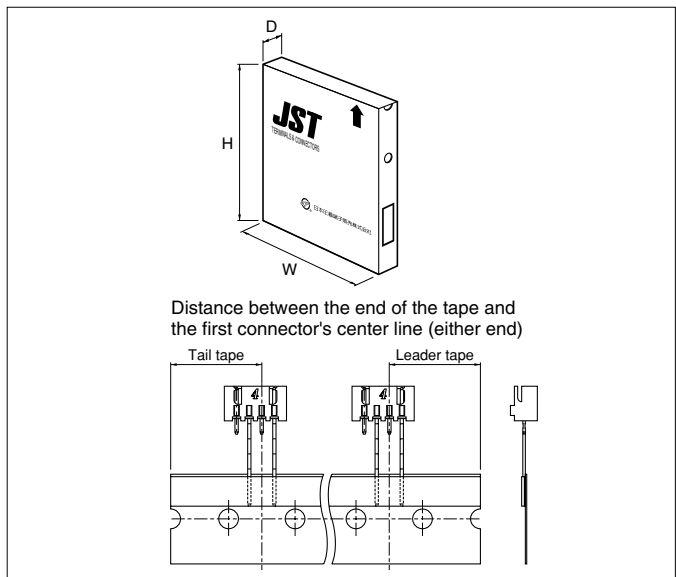 D
H
JST
TERMINALS & CONNECTORS
W
Distance between the end of the tape and
the first connector's center line (either end)
Tail tape
Leader tape
4
4